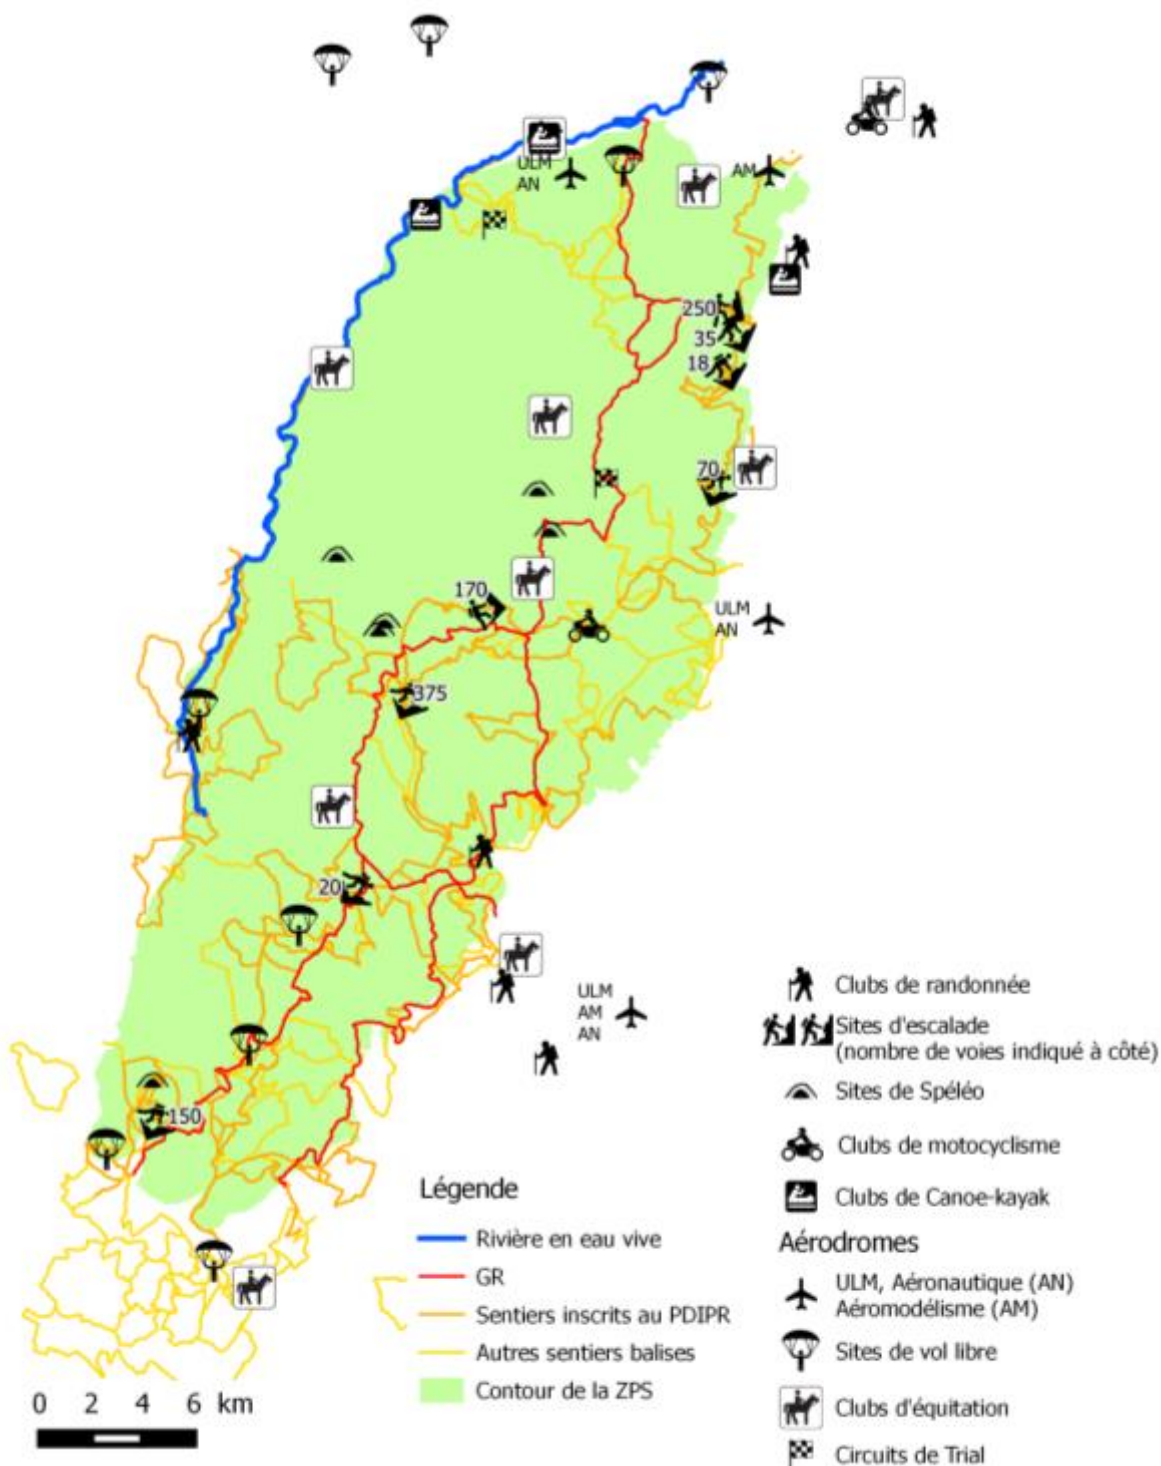 ULM
AN
AM
250
35
18
70
170
ULM
AN
375
20
ULM
AM
AN
150
Légende
Rivière en eau vive
GR
Sentiers inscrits au PDIPR
Autres sentiers balises
Contour de la ZPS
0 2 4 6 km
Clubs de randonnée
Sites d'escalade
(nombre de voies indiqué à côté)
Sites de Spéléo
Clubs de motocyclisme
Clubs de Canoe-kayak
Aérodromes
ULM, Aéronautique (AN)
Aéromodélisme (AM)
Sites de vol libre
Clubs d'équitation
Circuits de Trial